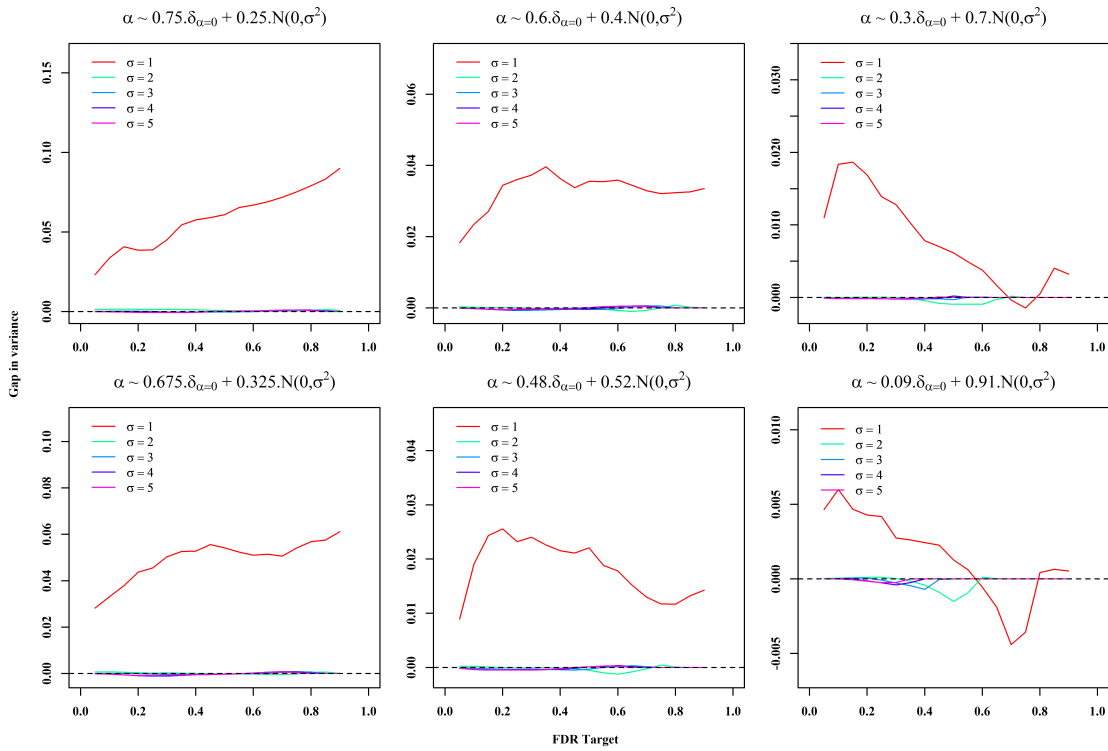 α ~ 0.75.δα=0 + 0.25.N(0,σ²)
0.15
0.10
0.05
0.00
σ = 1
σ = 2
σ = 3
σ = 4
σ = 5
0.0 0.2 0.4 0.6 0.8 1.0
α ~ 0.6.δα=0 + 0.4.N(0,σ²)
0.06
0.04
0.02
0.00
σ = 1
σ = 2
σ = 3
σ = 4
σ = 5
0.0 0.2 0.4 0.6 0.8 1.0
α ~ 0.3.δα=0 + 0.7.N(0,σ²)
0.030
0.020
0.010
0.000
σ = 1
σ = 2
σ = 3
σ = 4
σ = 5
0.0 0.2 0.4 0.6 0.8 1.0
Gap in variance
α ~ 0.675.δα=0 + 0.325.N(0,σ²)
0.10
0.08
0.06
0.04
0.02
0.00
σ = 1
σ = 2
σ = 3
σ = 4
σ = 5
0.0 0.2 0.4 0.6 0.8 1.0
α ~ 0.48.δα=0 + 0.52.N(0,σ²)
0.04
0.03
0.02
0.01
0.00
σ = 1
σ = 2
σ = 3
σ = 4
σ = 5
0.0 0.2 0.4 0.6 0.8 1.0
α ~ 0.09.δα=0 + 0.91.N(0,σ²)
0.010
0.005
0.000
-0.005
σ = 1
σ = 2
σ = 3
σ = 4
σ = 5
0.0 0.2 0.4 0.6 0.8 1.0
FDR Target